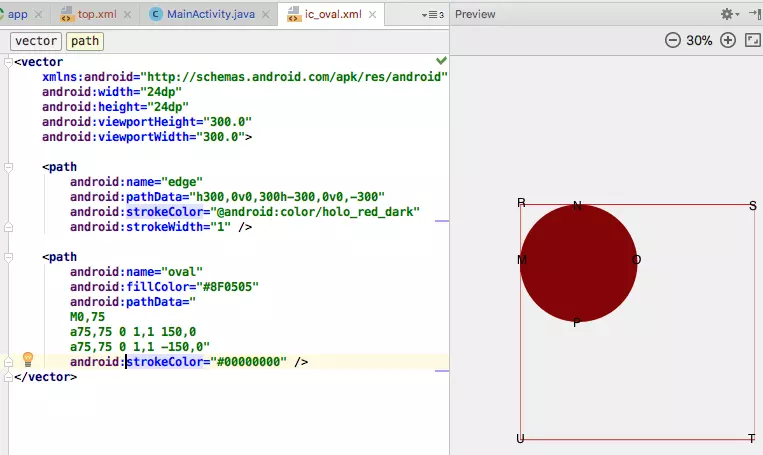 app
top.xml
MainActivity.java
ic_oval.xml
3
Preview
vector
path
30%
<vector
xmlns:android="http://schemas.android.com/apk/res/android"
android:width="24dp"
android:height="24dp"
android:viewportHeight="300.0"
android:viewportWidth="300.0">
<path
android:name="edge"
android:pathData="h300,0v0,300h-300,0v0,-300"
android:strokeColor="@android:color/holo_red_dark"
android:strokeWidth="1" />
<path
android:name="oval"
android:fillColor="#8F0505"
android:pathData="
M0,75
a75,75 0 1,1 150,0
a75,75 0 1,1 -150,0"
android:strokeColor="#00000000" />
</vector>
R
N
S
M
O
P
U
T